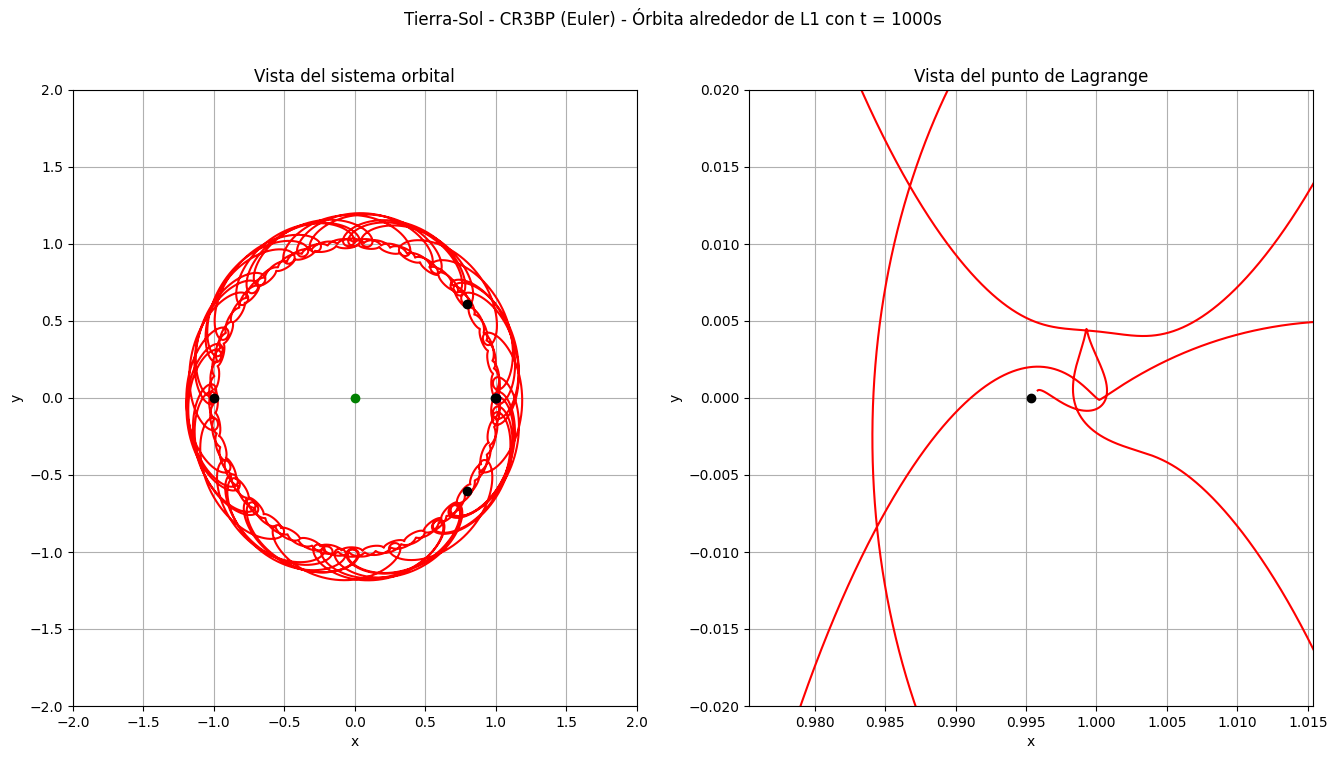 Tierra-Sol - CR3BP (Euler) - Órbita alrededor de L1 con t = 1000s
Vista del sistema orbital
2.0
1.5
1.0
0.5
0.0
−0.5
−1.0
−1.5
−2.0
y
−2.0 −1.5 −1.0 −0.5 0.0 0.5 1.0 1.5 2.0
x
Vista del punto de Lagrange
0.020
0.015
0.010
0.005
0.000
−0.005
−0.010
−0.015
−0.020
y
0.980 0.985 0.990 0.995 1.000 1.005 1.010 1.015
x